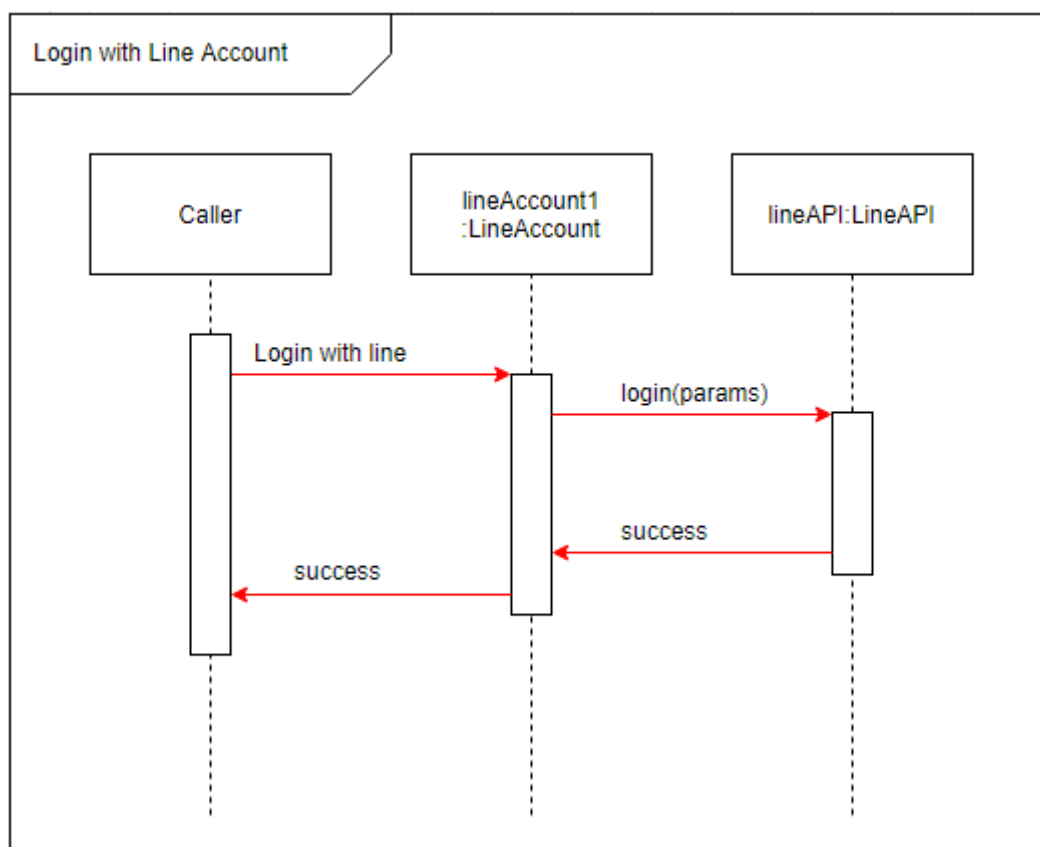 Login with Line Account
Caller
lineAccount1
:LineAccount
lineAPI:LineAPI
Login with line
login(params)
success
success